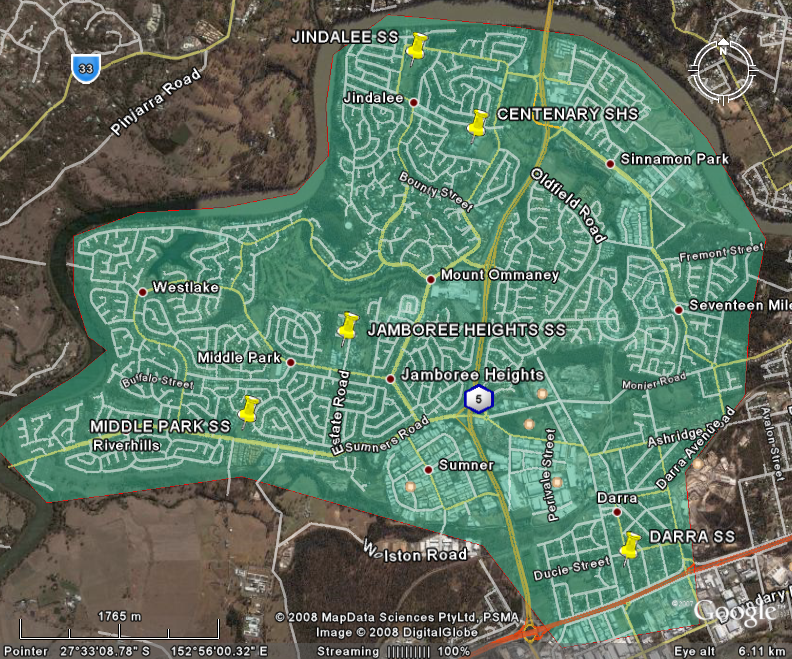 JINDALEE SS
N
33
Jindalee
Pinjarra Road
CENTENARY SHS
Sinnamon Park
Bounty Street
Oldfield Road
Fremont Street
Mount Ommaney
Westlake
Seventeen Mile
JAMBOREE HEIGHTS SS
Middle Park
Jamboree Heights
Buffalo Street
Monier Road
5
MIDDLE PARK SS
Riverhills
Estate Road
Sumners Road
Ashridge
Darra Avenue
Avalon Street
Sumner
Perivale Street
Darra
DARRA SS
Wolston Road
Ducie Street
1765 m
© 2008 MapData Sciences PtyLtd, PSMA
Image © 2008 DigitalGlobe
Google
Pointer 27°33'08.78" S 152°56'00.32" E Streaming 100% Eye alt 6.11 km